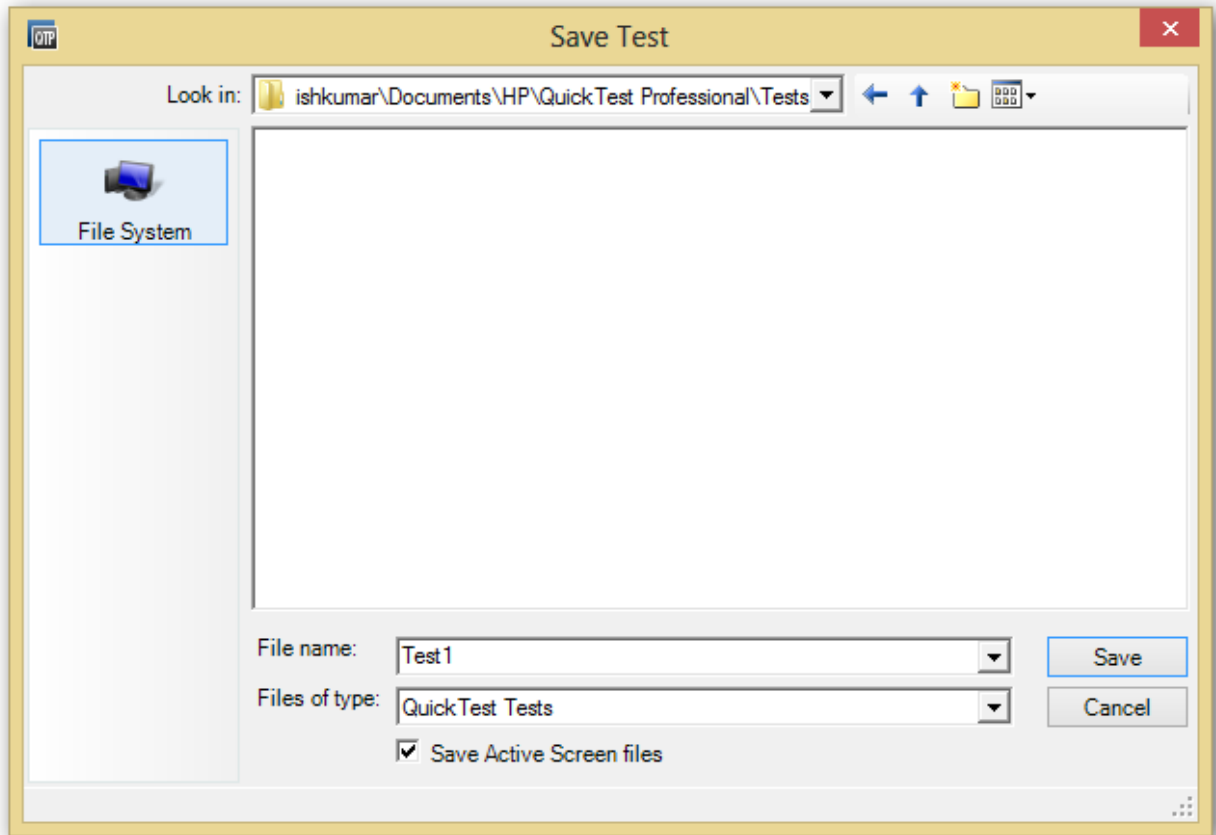 QTP
Save Test
Look in: ishkumar\Documents\HP\QuickTest Professional\Tests
File System
File name: Test1
Save
Files of type: QuickTest Tests
Cancel
Save Active Screen files